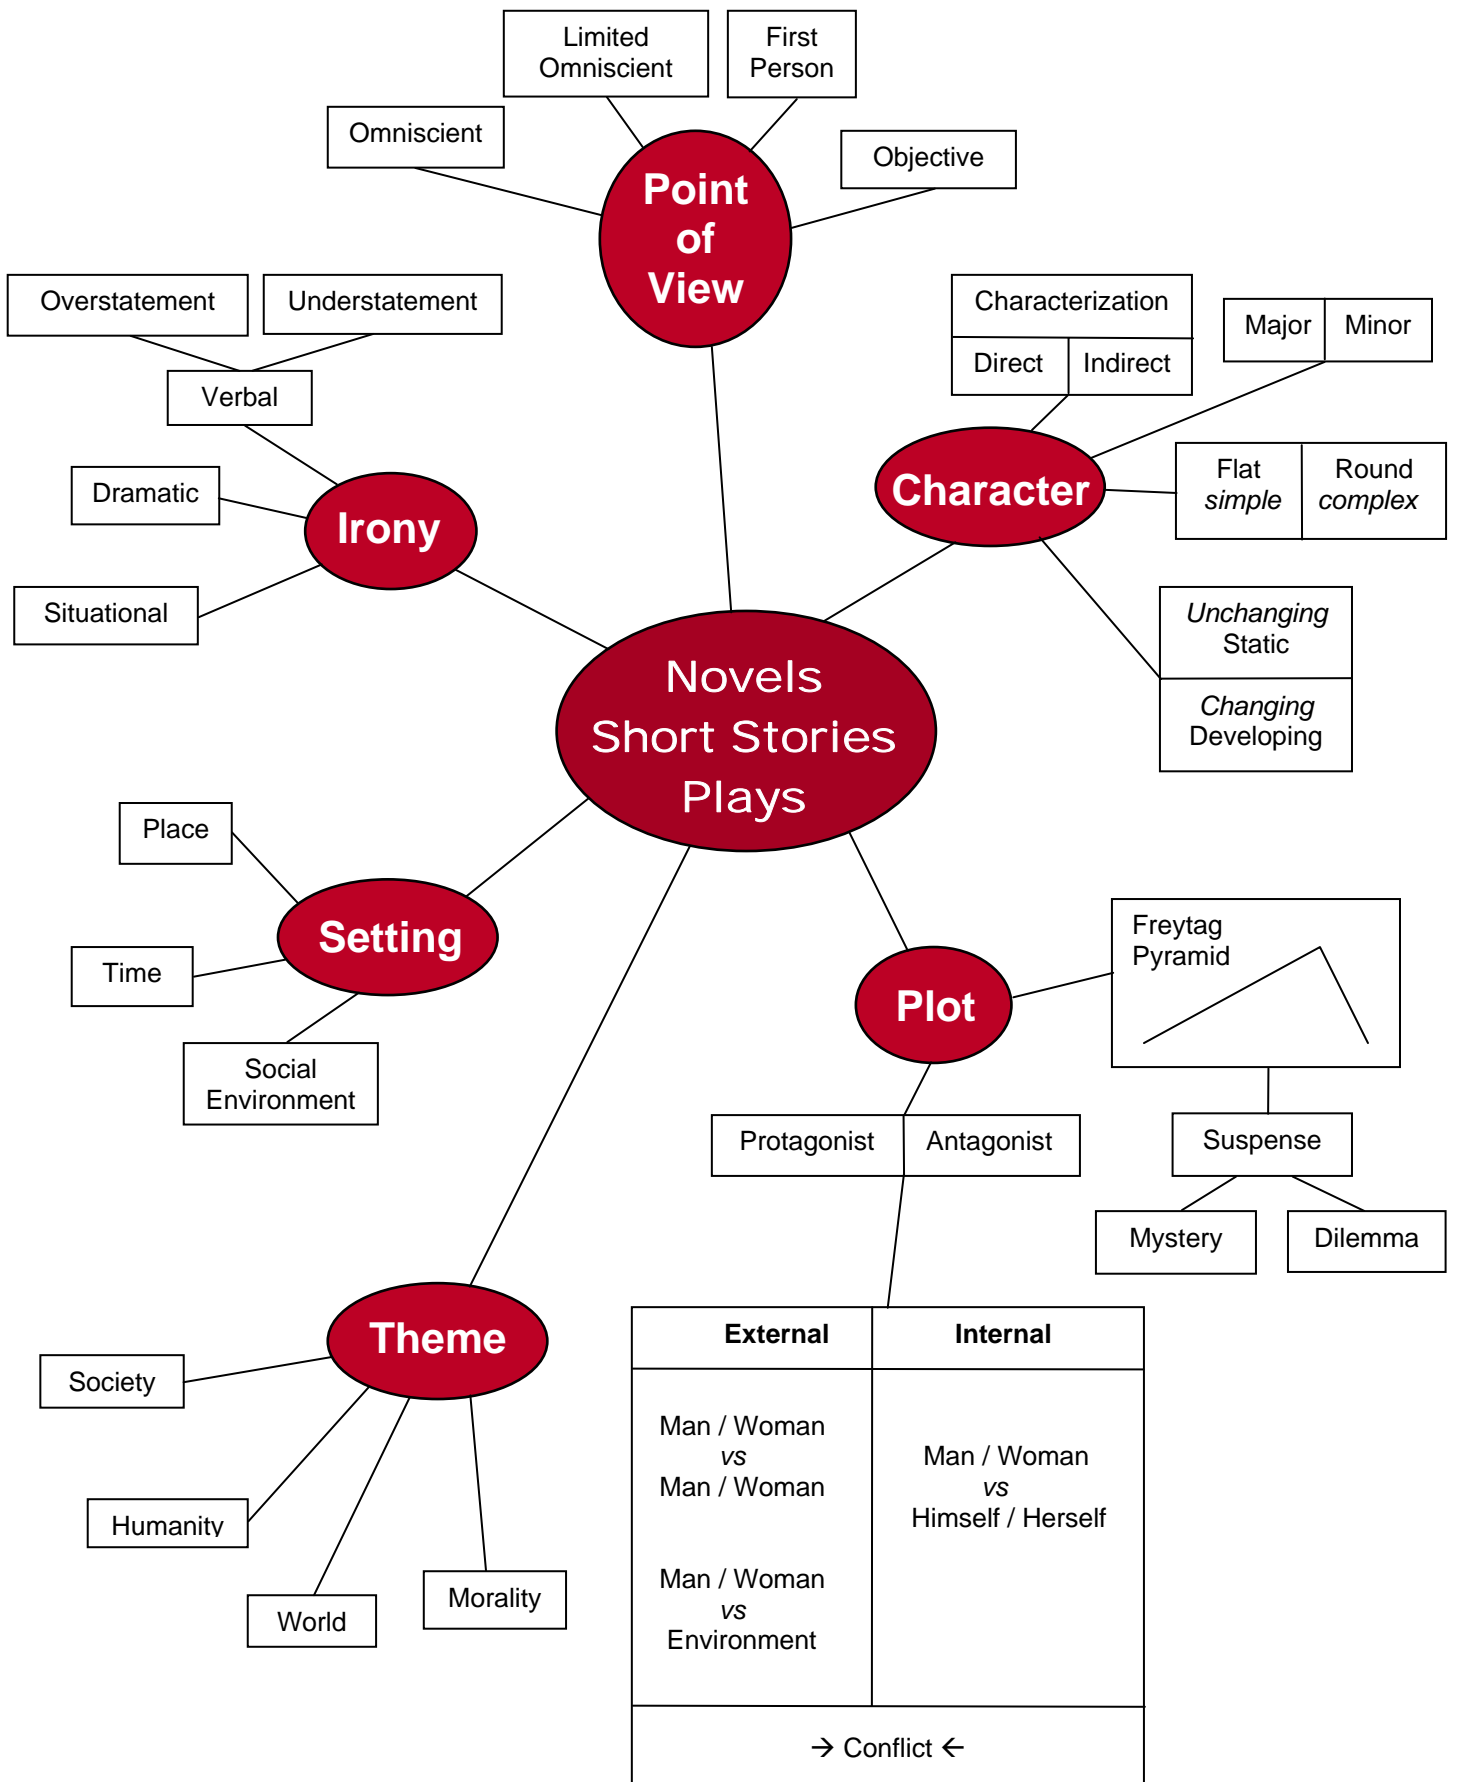 Limited
Omniscient
First
Person
Omniscient
Objective
Point
of
View
Overstatement
Understatement
Verbal
Dramatic
Situational
Irony
Characterization
Direct
Indirect
Major
Minor
Character
Flat
simple
Round
complex
Unchanging
Static
Changing
Developing
Novels
Short Stories
Plays
Place
Time
Social
Environment
Setting
Plot
Freytag
Pyramid
Suspense
Mystery
Dilemma
Protagonist
Antagonist
Theme
Society
Humanity
World
Morality
External
Internal
Man / Woman
vs
Man / Woman
Man / Woman
vs
Environment
Man / Woman
vs
Himself / Herself
→ Conflict ←